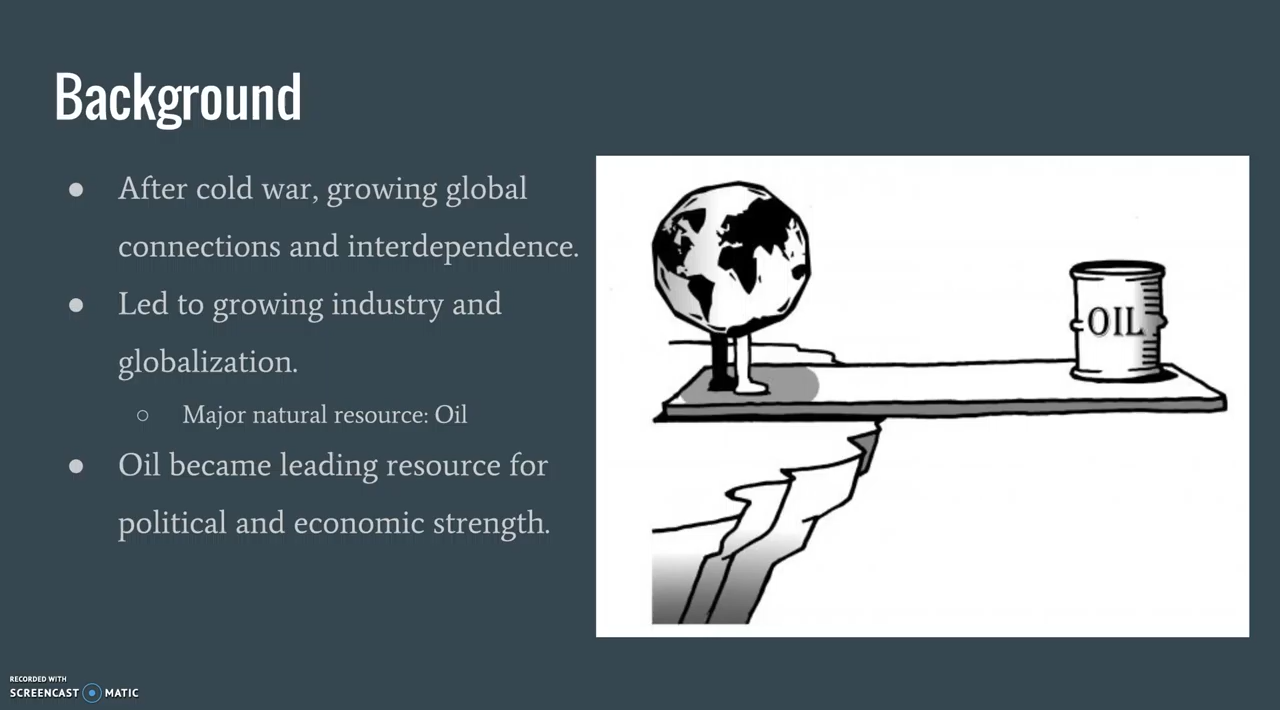 Background
● After cold war, growing global
connections and interdependence.
● Led to growing industry and
globalization.
○ Major natural resource: Oil
● Oil became leading resource for
political and economic strength.
OIL
RECORDED WITH
SCREENCAST MATIC